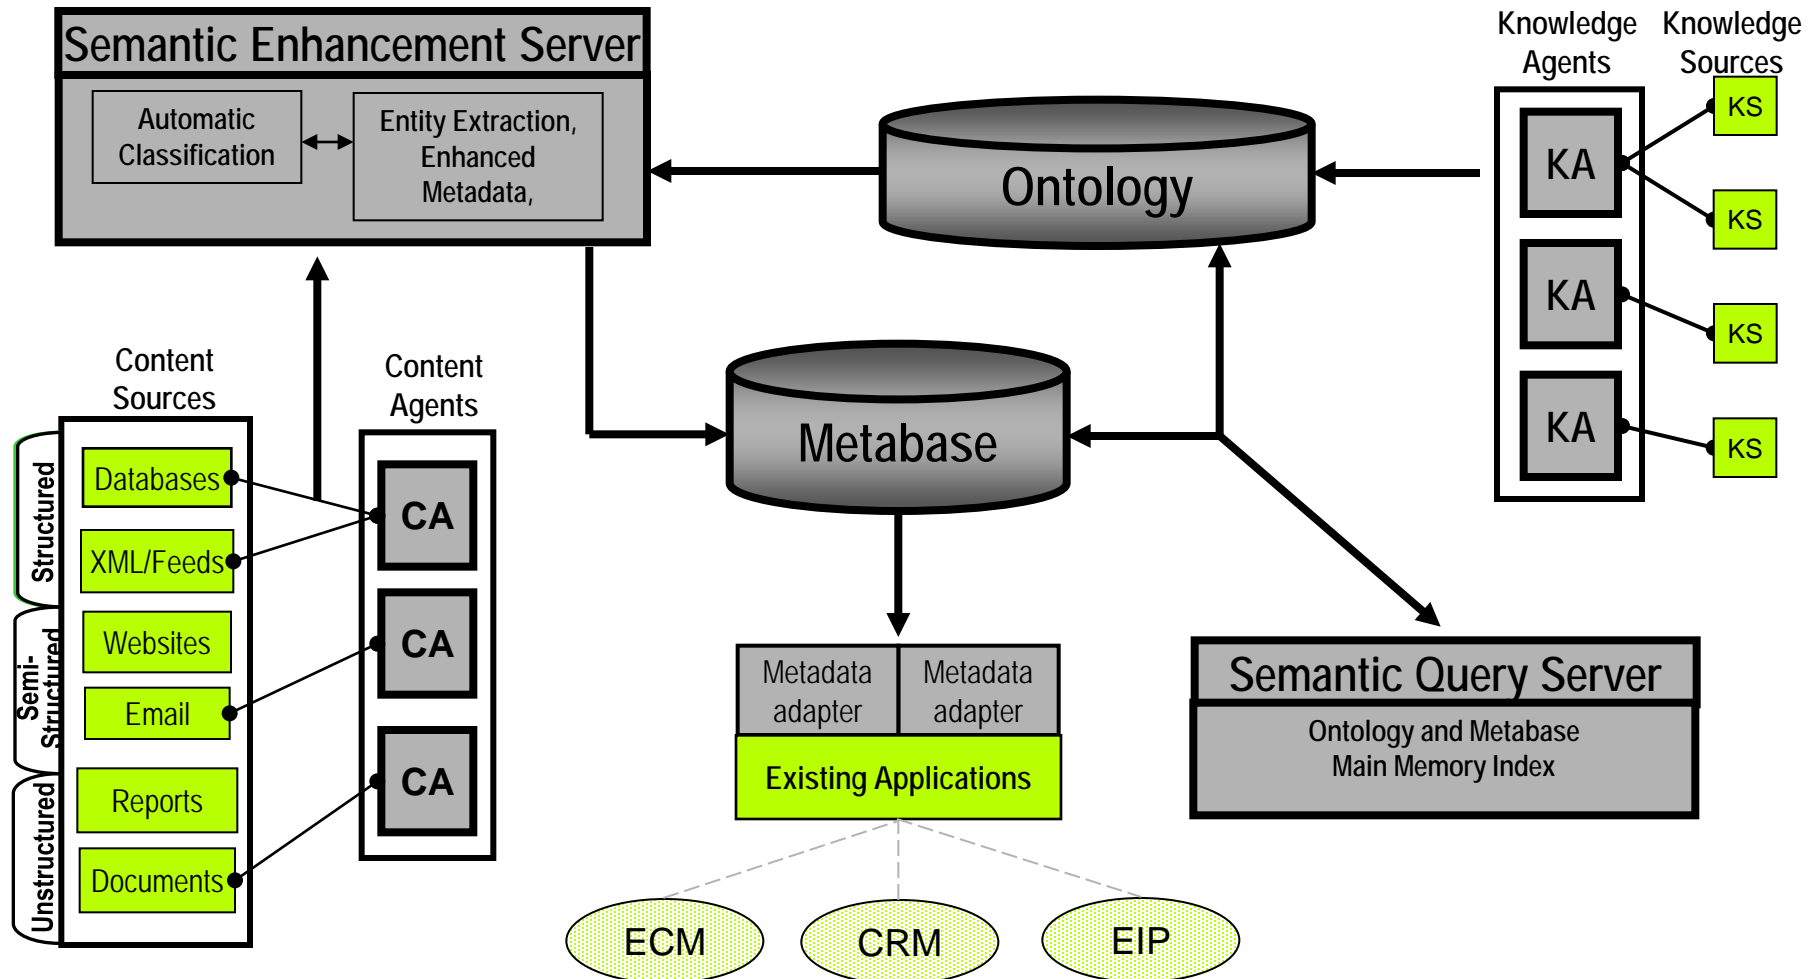 Semantic Enhancement Server
Automatic
Classification
Entity Extraction,
Enhanced
Metadata,
Ontology
Knowledge
Agents
Knowledge
Sources
KA
KA
KA
KS
KS
KS
KS
Content
Sources
Content
Agents
Structured
Semi-
Structured
Unstructured
Databases
XML/Feeds
Websites
Email
Reports
Documents
CA
CA
CA
Metabase
Metadata
adapter
Metadata
adapter
Existing Applications
ECM
CRM
EIP
Semantic Query Server
Ontology and Metabase
Main Memory Index